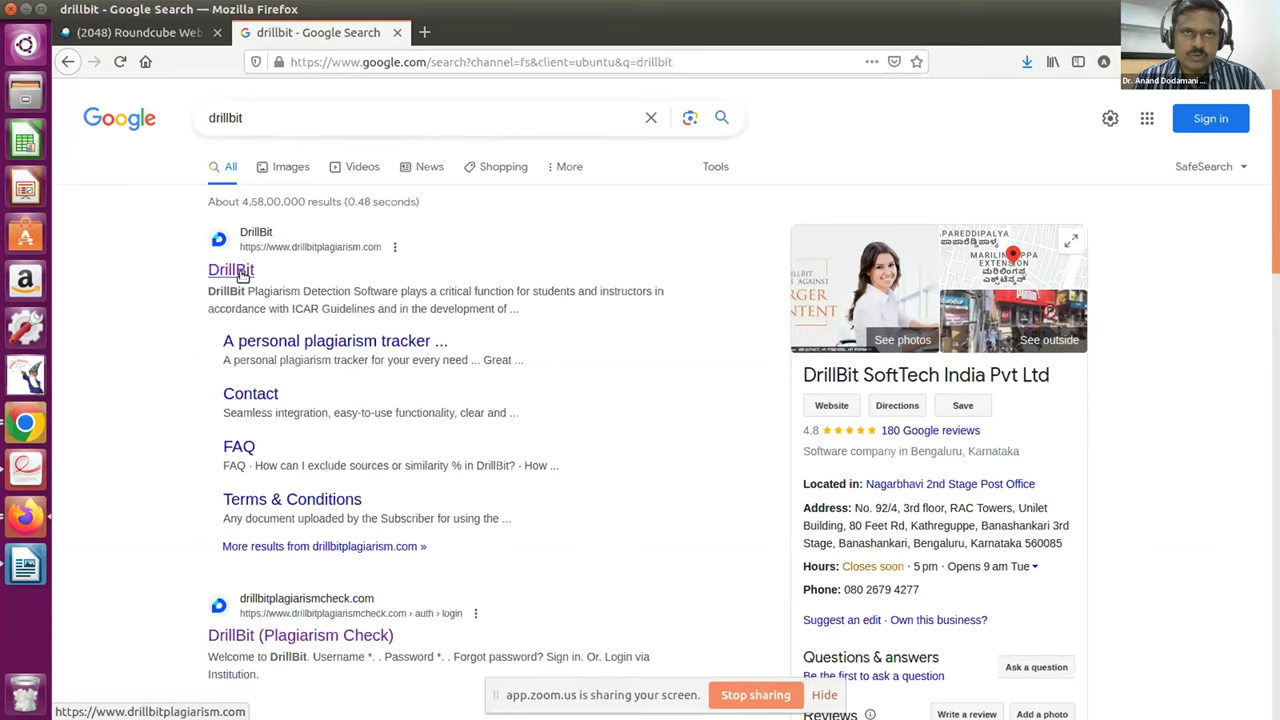 drillbit - Google Search - Mozilla Firefox
(2048) Roundcube Web
drillbit - Google Search
https://www.google.com/search?channel=fs&client=ubuntu&q=drillbit
Dr. Anand Dodamani ...
Google
drillbit
Sign in
All
Images
Videos
News
Shopping
More
Tools
SafeSearch
About 4,58,00,000 results (0.48 seconds)
DrillBit
https://www.drillbitplagiarism.com
DrillBit
DrillBit Plagiarism Detection Software plays a critical function for students and instructors in
accordance with ICAR Guidelines and in the development of ...
A personal plagiarism tracker ...
A personal plagiarism tracker for your every need ... Great ...
Contact
Seamless integration, easy-to-use functionality, clear and ...
FAQ
FAQ · How can I exclude sources or similarity % in DrillBit? · How ...
Terms & Conditions
Any document uploaded by the Subscriber for using the ...
More results from drillbitplagiarism.com »
drillbitplagiarismcheck.com
https://www.drillbitplagiarismcheck.com › auth › login
DrillBit (Plagiarism Check)
Welcome to DrillBit. Username *. . Password *. . Forgot password? Sign in. Or. Login via
Institution.
See photos
See outside
DrillBit SoftTech India Pvt Ltd
Website
Directions
Save
4.8
180 Google reviews
Software company in Bengaluru, Karnataka
Located in: Nagarbhavi 2nd Stage Post Office
Address: No. 92/4, 3rd floor, RAC Towers, Unilet
Building, 80 Feet Rd, Kathreguppe, Banashankari 3rd
Stage, Banashankari, Bengaluru, Karnataka 560085
Hours: Closes soon · 5 pm · Opens 9 am Tue
Phone: 080 2679 4277
Suggest an edit · Own this business?
Questions & answers
Be the first to ask a question
Ask a question
Reviews
Write a review
Add a photo
app.zoom.us is sharing your screen.
Stop sharing
Hide
https://www.drillbitplagiarism.com